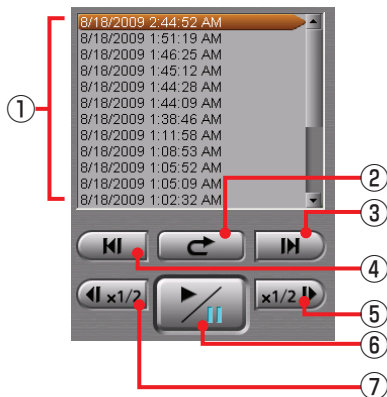 8/18/2009 2:44:52 AM
8/18/2009 1:51:19 AM
8/18/2009 1:46:25 AM
8/18/2009 1:45:12 AM
8/18/2009 1:44:28 AM
8/18/2009 1:44:09 AM
8/18/2009 1:38:46 AM
8/18/2009 1:11:58 AM
8/18/2009 1:08:53 AM
8/18/2009 1:05:52 AM
8/18/2009 1:05:09 AM
8/18/2009 1:02:32 AM
①
②
③
④
x1/2 x1/2
⑤
⑥
⑦